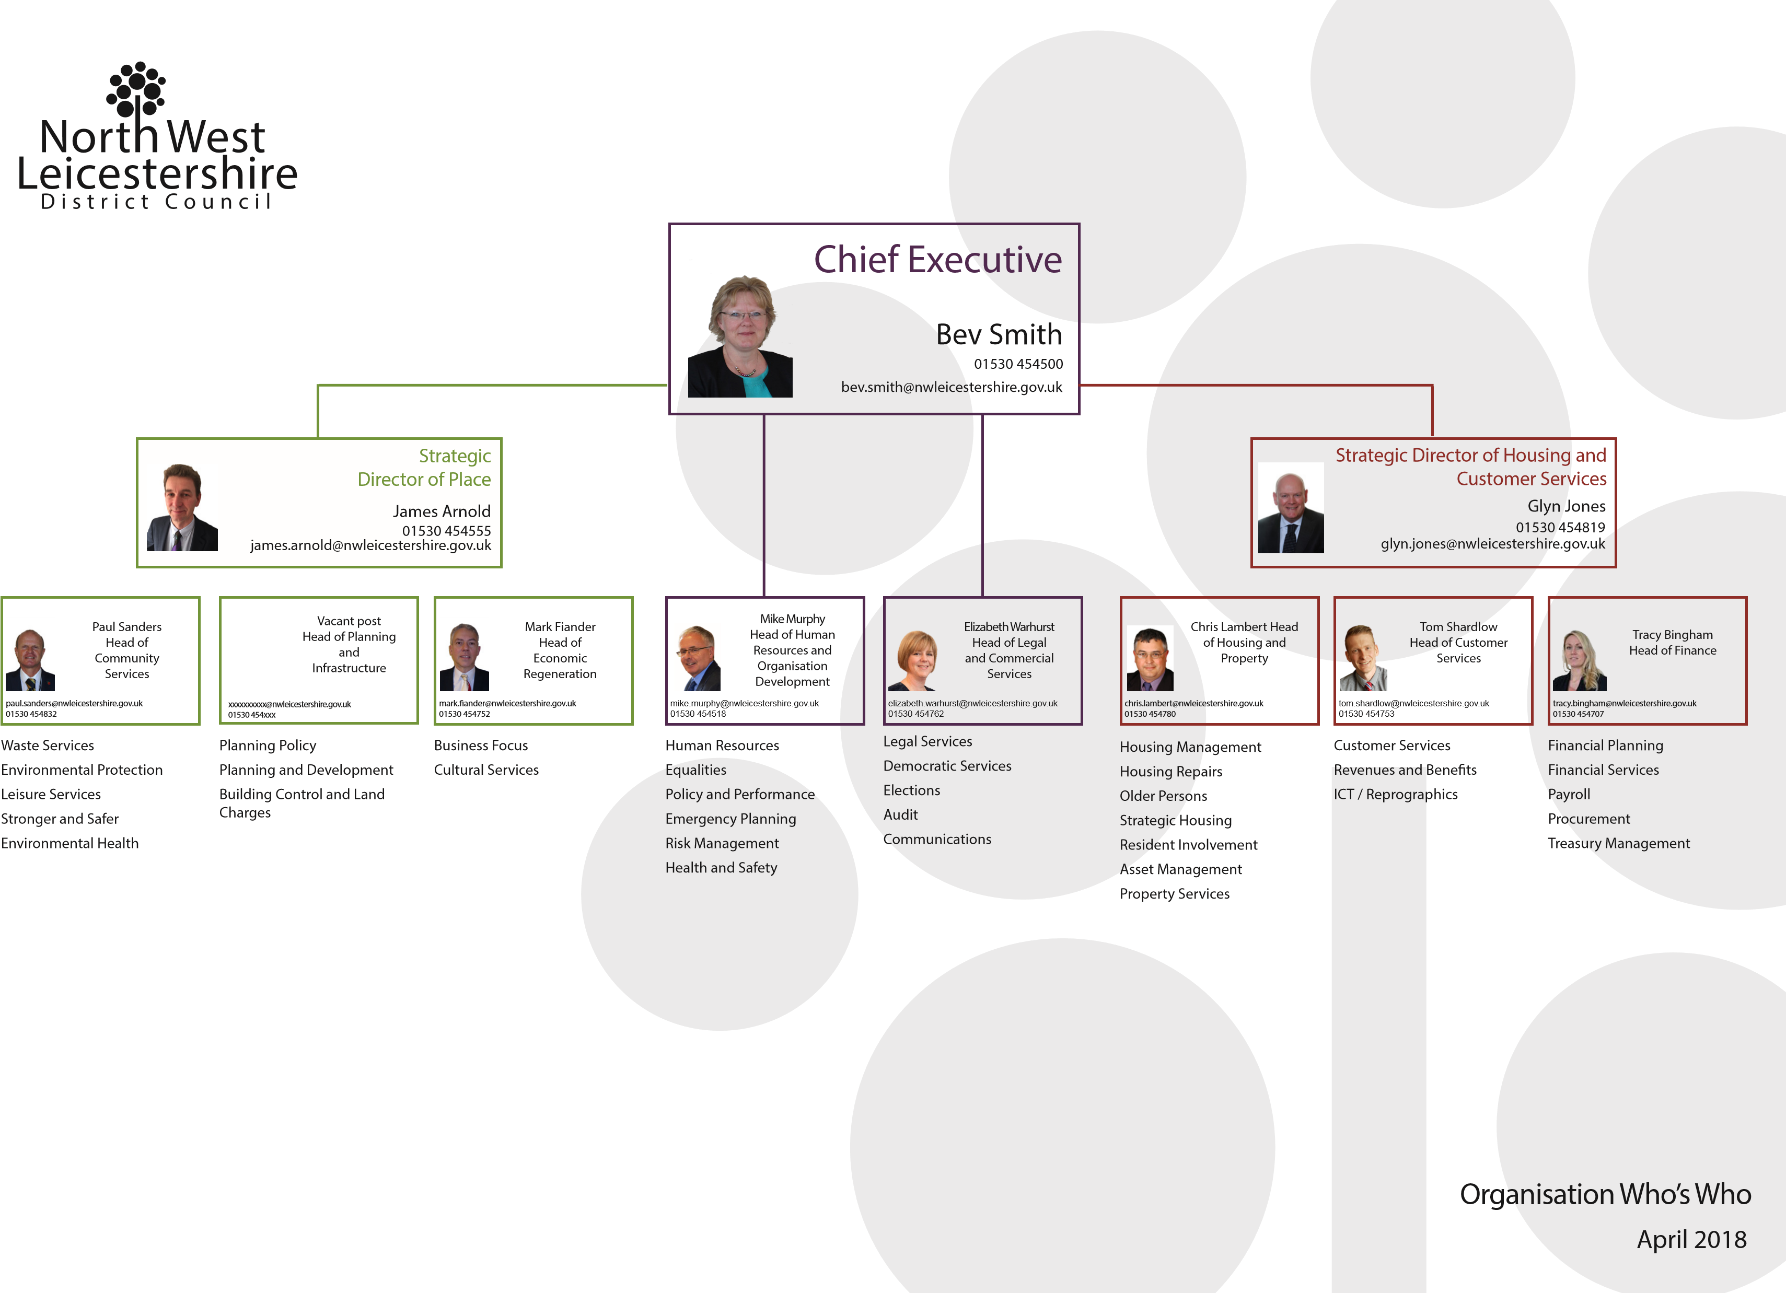 North West
Leicestershire
District Council
Chief Executive
Bev Smith
01530 454500
bev.smith@nwleicestershire.gov.uk
Strategic
Director of Place
James Arnold
01530 454555
james.arnold@nwleicestershire.gov.uk
Strategic Director of Housing and
Customer Services
Glyn Jones
01530 454819
glyn.jones@nwleicestershire.gov.uk
Paul Sanders
Head of
Community
Services
paul.sanders@nwleicestershire.gov.uk
01530 454832
Waste Services
Environmental Protection
Leisure Services
Stronger and Safer
Environmental Health
Vacant post
Head of Planning
and
Infrastructure
xxxxxxxxxx@nwleicestershire.gov.uk
01530 454xxx
Planning Policy
Planning and Development
Building Control and Land
Charges
Mark Fiander
Head of
Economic
Regeneration
mark.fiander@nwleicestershire.gov.uk
01530 454752
Business Focus
Cultural Services
Mike Murphy
Head of Human
Resources and
Organisation
Development
mike.murphy@nwleicestershire.gov.uk
01530 454518
Human Resources
Equalities
Policy and Performance
Emergency Planning
Risk Management
Health and Safety
Elizabeth Warhurst
Head of Legal
and Commercial
Services
elizabeth.warhurst@nwleicestershire.gov.uk
01530 454762
Legal Services
Democratic Services
Elections
Audit
Communications
Chris Lambert Head
of Housing and
Property
chris.lambert@nwleicestershire.gov.uk
01530 454780
Housing Management
Housing Repairs
Older Persons
Strategic Housing
Resident Involvement
Asset Management
Property Services
Tom Shardlow
Head of Customer
Services
tom.shardlow@nwleicestershire.gov.uk
01530 454753
Customer Services
Revenues and Benefits
ICT / Reprographics
Tracy Bingham
Head of Finance
tracy.bingham@nwleicestershire.gov.uk
01530 454707
Financial Planning
Financial Services
Payroll
Procurement
Treasury Management
Organisation Who's Who
April 2018